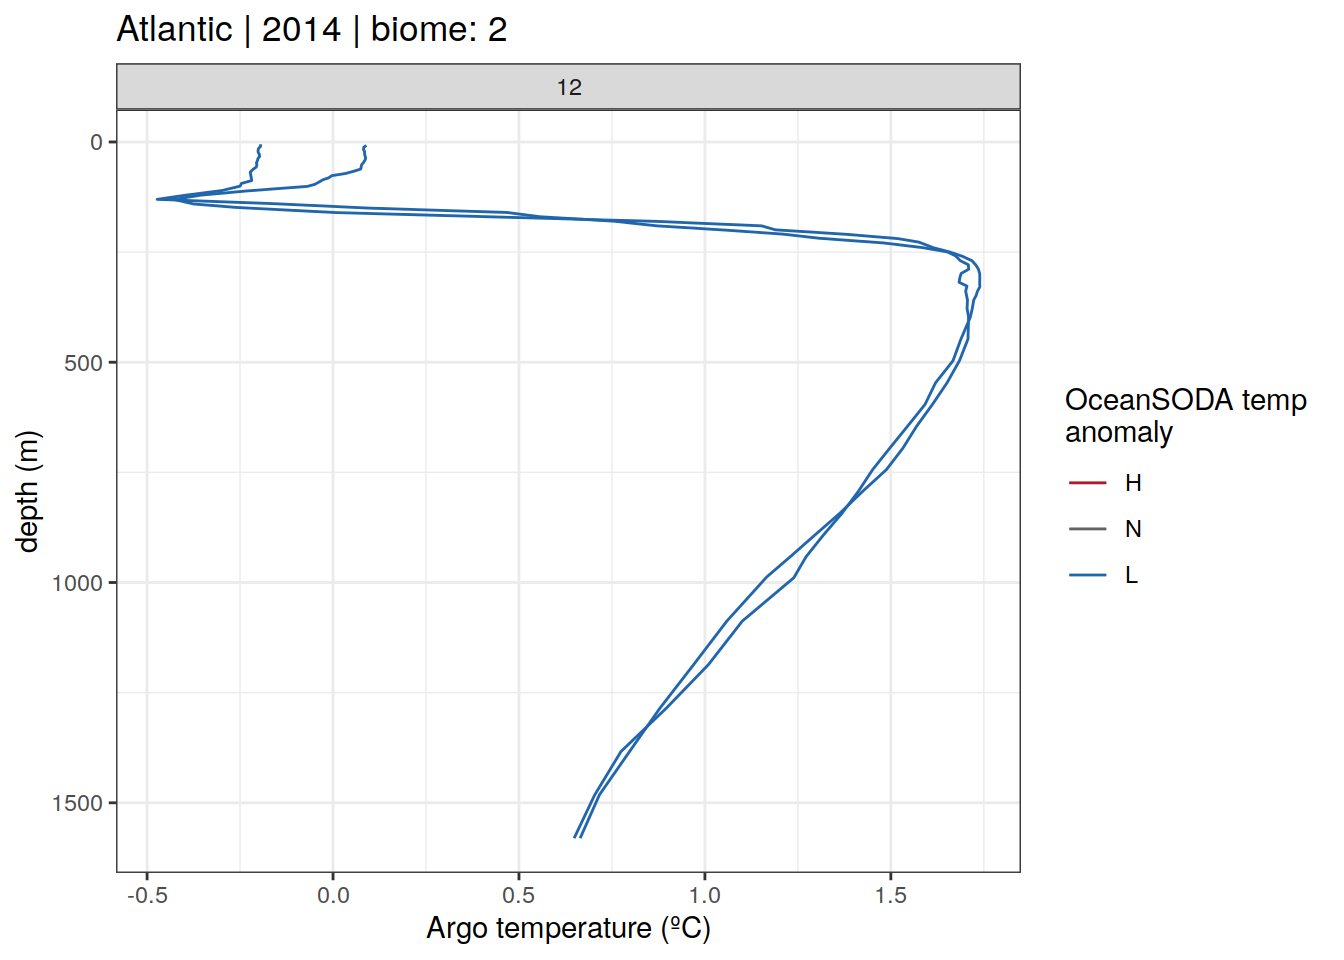 Atlantic | 2014 | biome: 2
12
0
500
1000
1500
depth (m)
-0.5
0.0
0.5
1.0
1.5
Argo temperature (ºC)
OceanSODA temp
anomaly
H
N
L